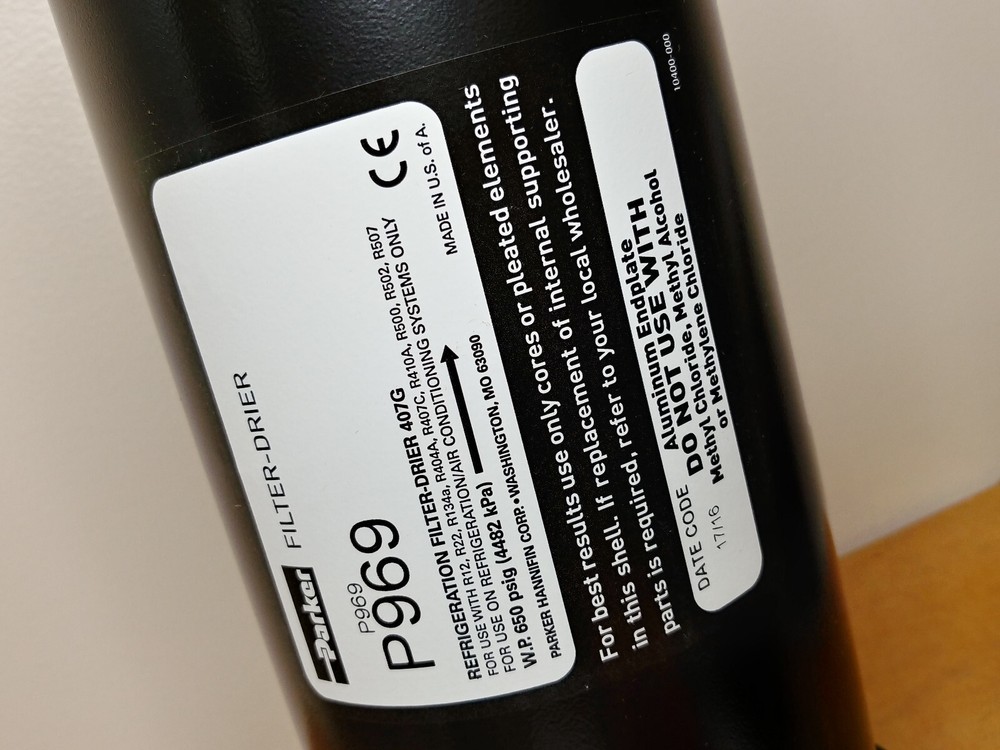 Parker FILTER-DRIER
P969
P969
REFRIGERATION FILTER-DRIER 407G
FOR USE WITH R12, R22, R134a, R404A, R407C, R410A, R500, R502, R507
FOR USE ON REFRIGERATION/AIR CONDITIONING SYSTEMS ONLY
CE
W.P. 650 psig (4482 kPa)
MADE IN U.S. of A.
PARKER HANNIFIN CORP. • WASHINGTON, MO 63090
For best results use only cores or pleated elements
in this shell. If replacement of internal supporting
parts is required, refer to your local wholesaler.
DATE CODE
17/16
Aluminum Endplate
DO NOT USE WITH
Methyl Chloride, Methyl Alcohol
or Methylene Chloride
10400-000